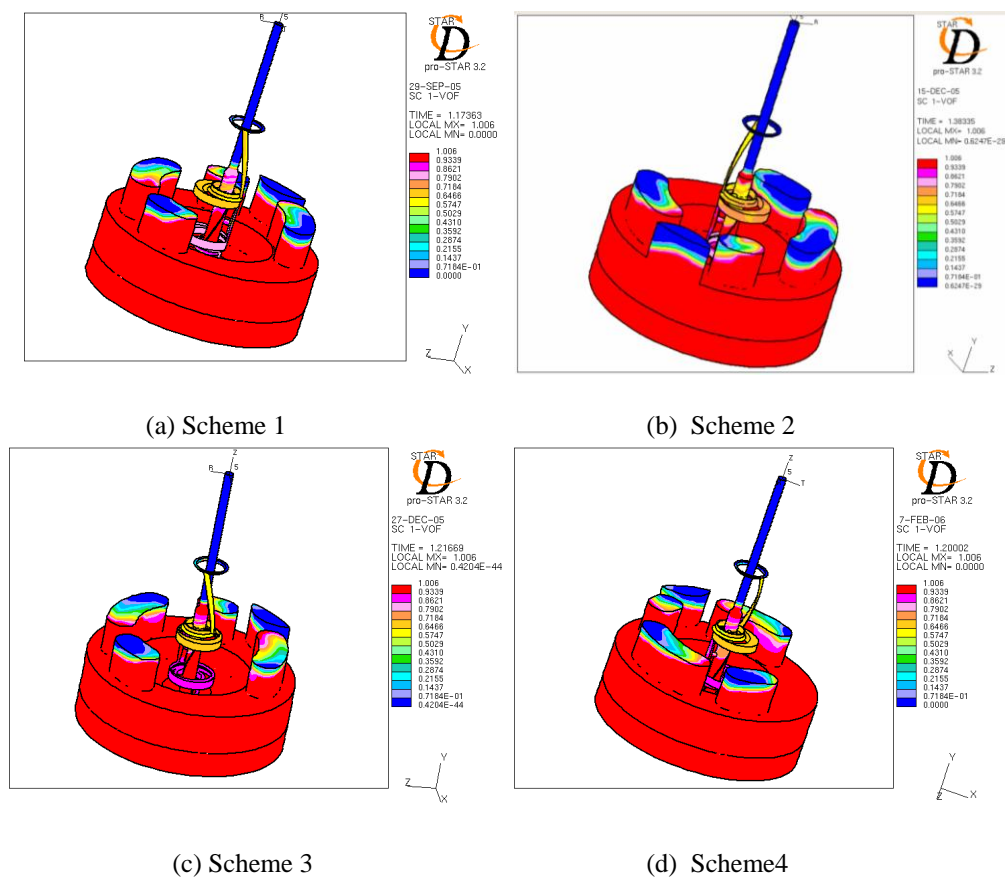 R S
T
STAR
CD
pro-STAR 3.2
29-SEP-05
SC 1-VOF
TIME = 1.17363
LOCAL MX= 1.006
LOCAL MN= 0.0000
1.006
0.9339
0.8621
0.7902
0.7184
0.6466
0.5747
0.5029
0.4310
0.3592
0.2874
0.2155
0.1437
0.7184E-01
0.0000
Y
Z
X
(a) Scheme 1
S
R
STAR
CD
pro-STAR 3.2
15-DEC-05
SC 1-VOF
TIME = 1.38335
LOCAL MX= 1.006
LOCAL MN= 0.6247E-29
1.006
0.9339
0.8621
0.7902
0.7184
0.6466
0.5747
0.5029
0.4310
0.3592
0.2874
0.2155
0.1437
0.7184E-01
0.6247E-29
Y
X
Z
(b) Scheme 2
Z
R S
STAR
CD
pro-STAR 3.2
27-DEC-05
SC 1-VOF
TIME = 1.21669
LOCAL MX= 1.006
LOCAL MN= 0.4204E-44
1.006
0.9339
0.8621
0.7902
0.7184
0.6466
0.5747
0.5029
0.4310
0.3592
0.2874
0.2155
0.1437
0.7184E-01
0.4204E-44
Y
Z
X
(c) Scheme 3
Z
S
T
STAR
CD
pro-STAR 3.2
7-FEB-06
SC 1-VOF
TIME = 1.20002
LOCAL MX= 1.006
LOCAL MN= 0.0000
1.006
0.9339
0.8621
0.7902
0.7184
0.6466
0.5747
0.5029
0.4310
0.3592
0.2874
0.2155
0.1437
0.7184E-01
0.0000
Y
Z
X
(d) Scheme4